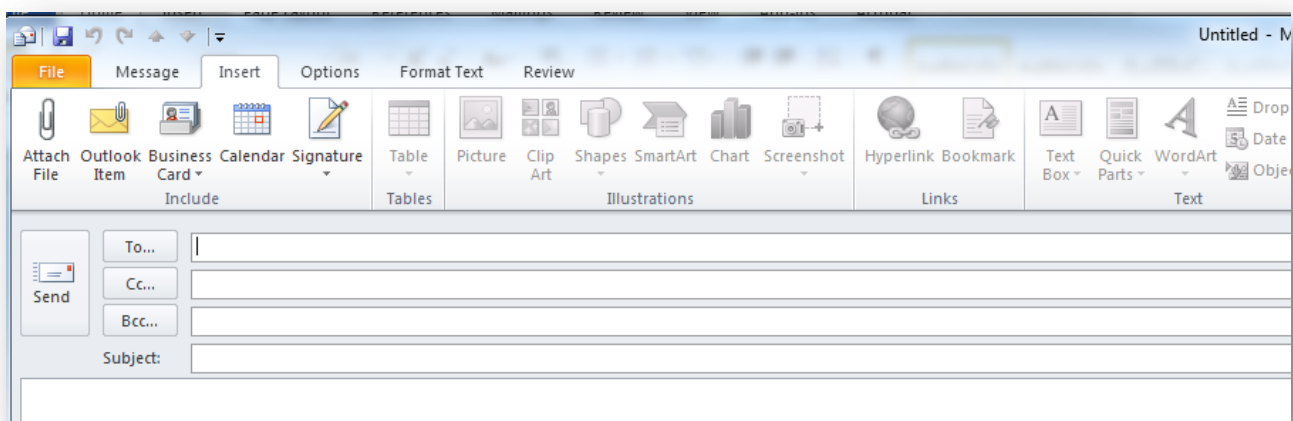 Untitled - M
File Message Insert Options Format Text Review
Attach File
Outlook Item
Business Card
Calendar
Signature
Table
Picture
Clip Art
Shapes
SmartArt
Chart
Screenshot
Hyperlink
Bookmark
Text Box
Quick Parts
WordArt
Drop
Date
Obje
Include Tables Illustrations Links Text
To...
Send
Cc...
Bcc...
Subject: